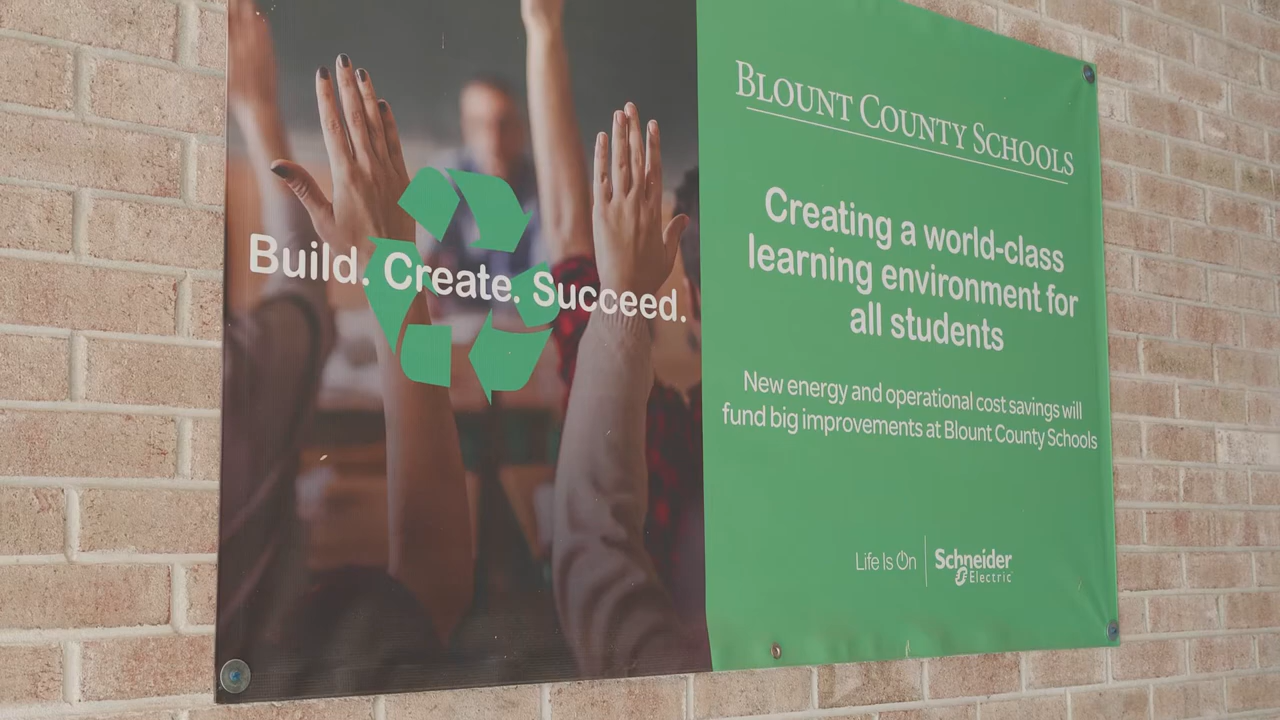 Build. Create. Succeed.
BLOUNT COUNTY SCHOOLS
Creating a world-class
learning environment for
all students
New energy and operational cost savings will
fund big improvements at Blount County Schools
Life Is On
Schneider
Electric